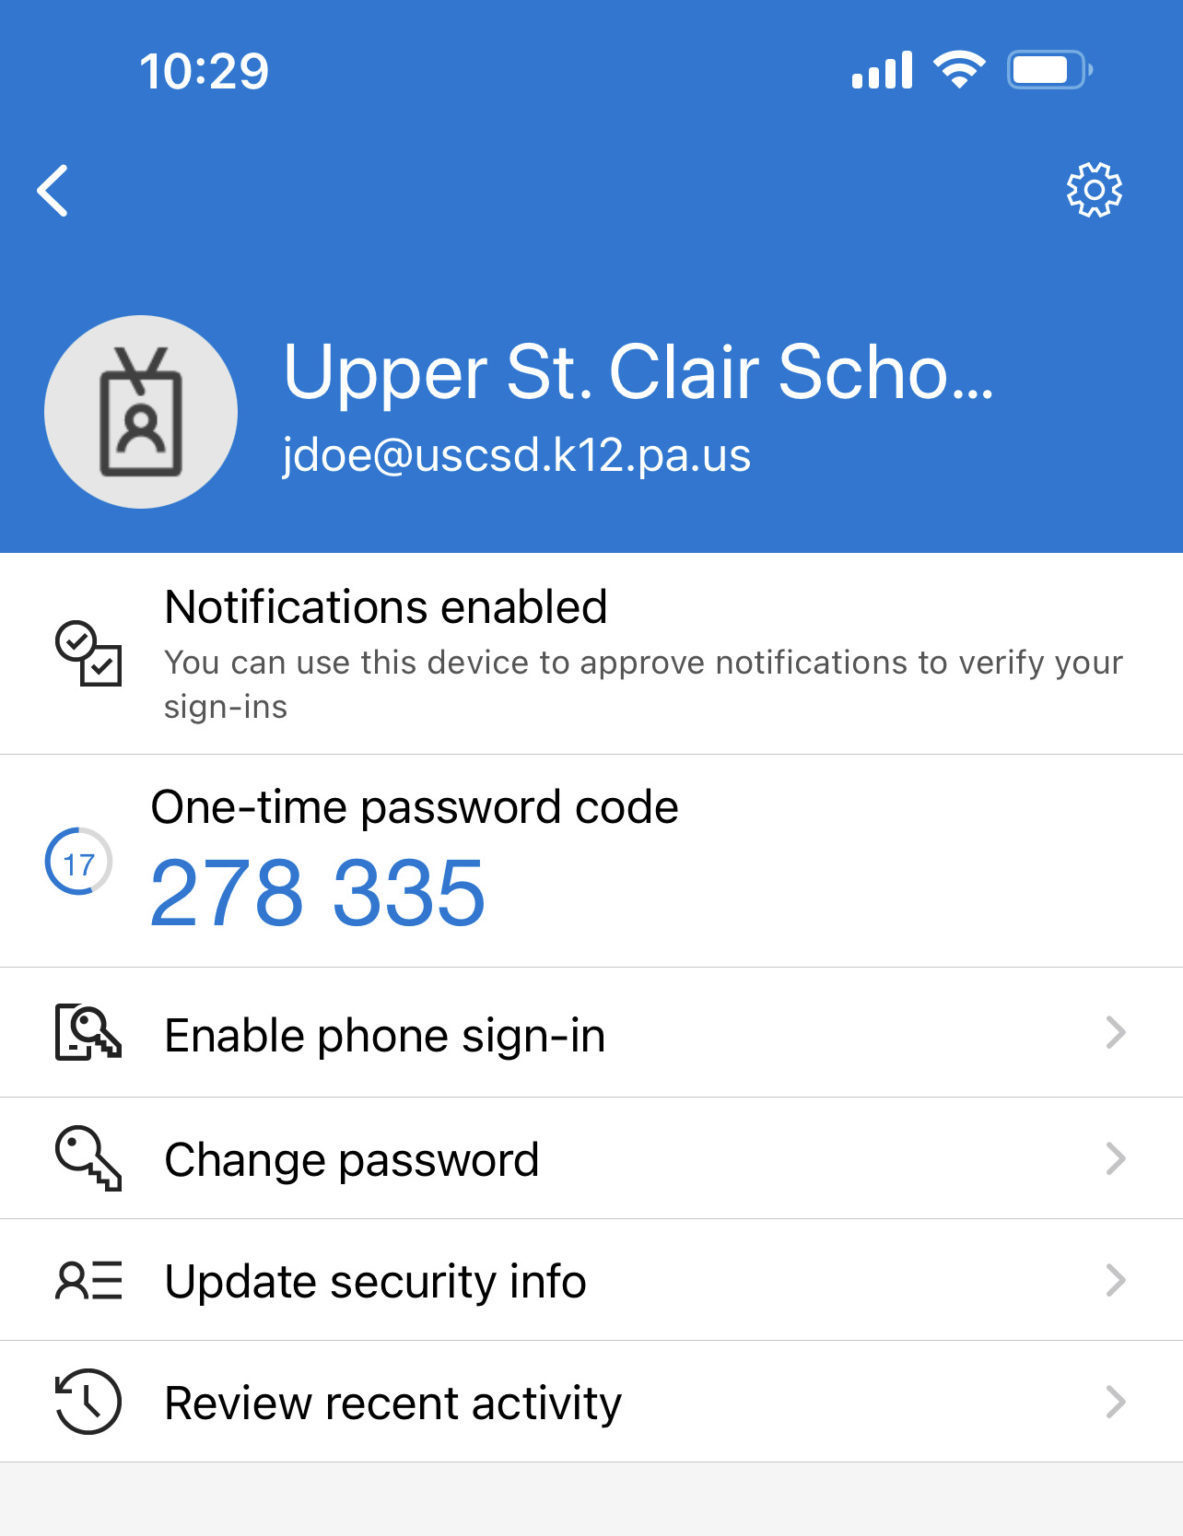 10:29
Upper St. Clair Scho...
jdoe@uscsd.k12.pa.us
Notifications enabled
You can use this device to approve notifications to verify your
sign-ins
One-time password code
17
278 335
Enable phone sign-in
Change password
Update security info
Review recent activity